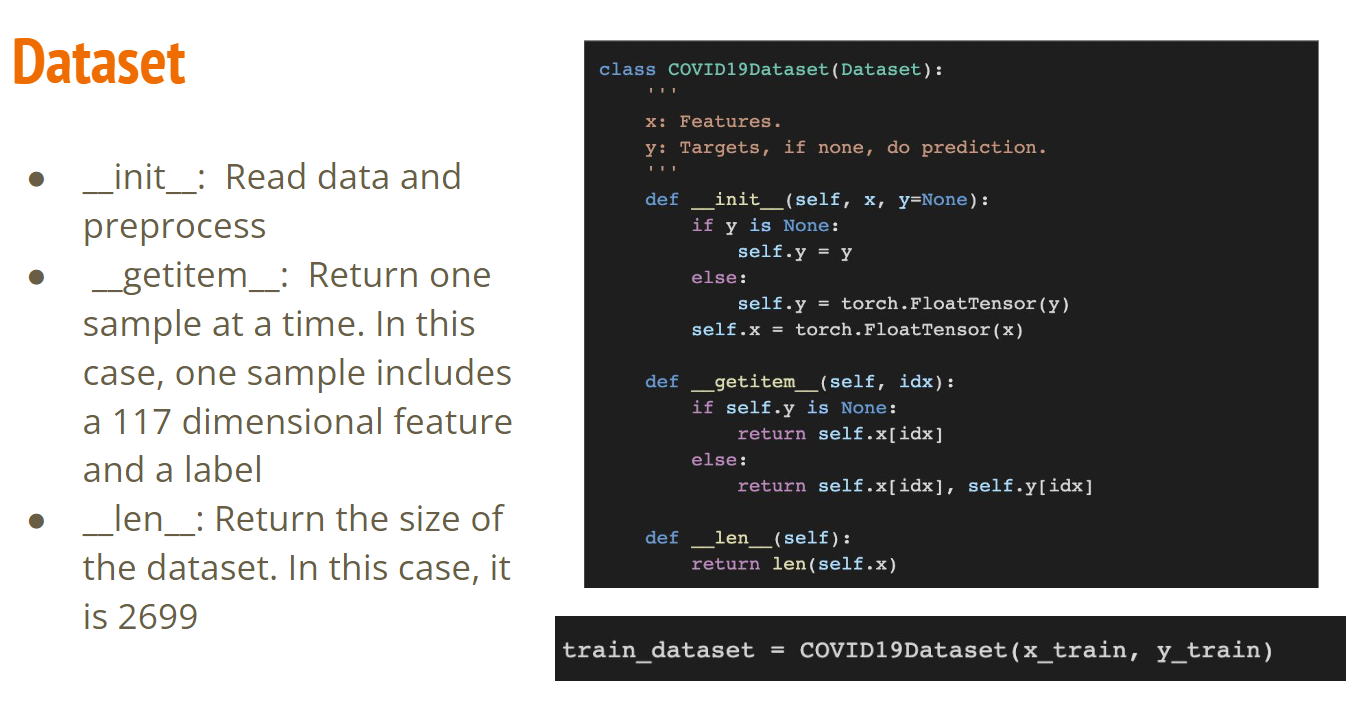 Dataset
● __init__:  Read data and
preprocess
● __getitem__:  Return one
sample at a time. In this
case, one sample includes
a 117 dimensional feature
and a label
● __len__: Return the size of
the dataset. In this case, it
is 2699
class COVID19Dataset(Dataset):
    '''
    x: Features.
    y: Targets, if none, do prediction.
    '''
    def __init__(self, x, y=None):
        if y is None:
            self.y = y
        else:
            self.y = torch.FloatTensor(y)
        self.x = torch.FloatTensor(x)

    def __getitem__(self, idx):
        if self.y is None:
            return self.x[idx]
        else:
            return self.x[idx], self.y[idx]

    def __len__(self):
        return len(self.x)
train_dataset = COVID19Dataset(x_train, y_train)